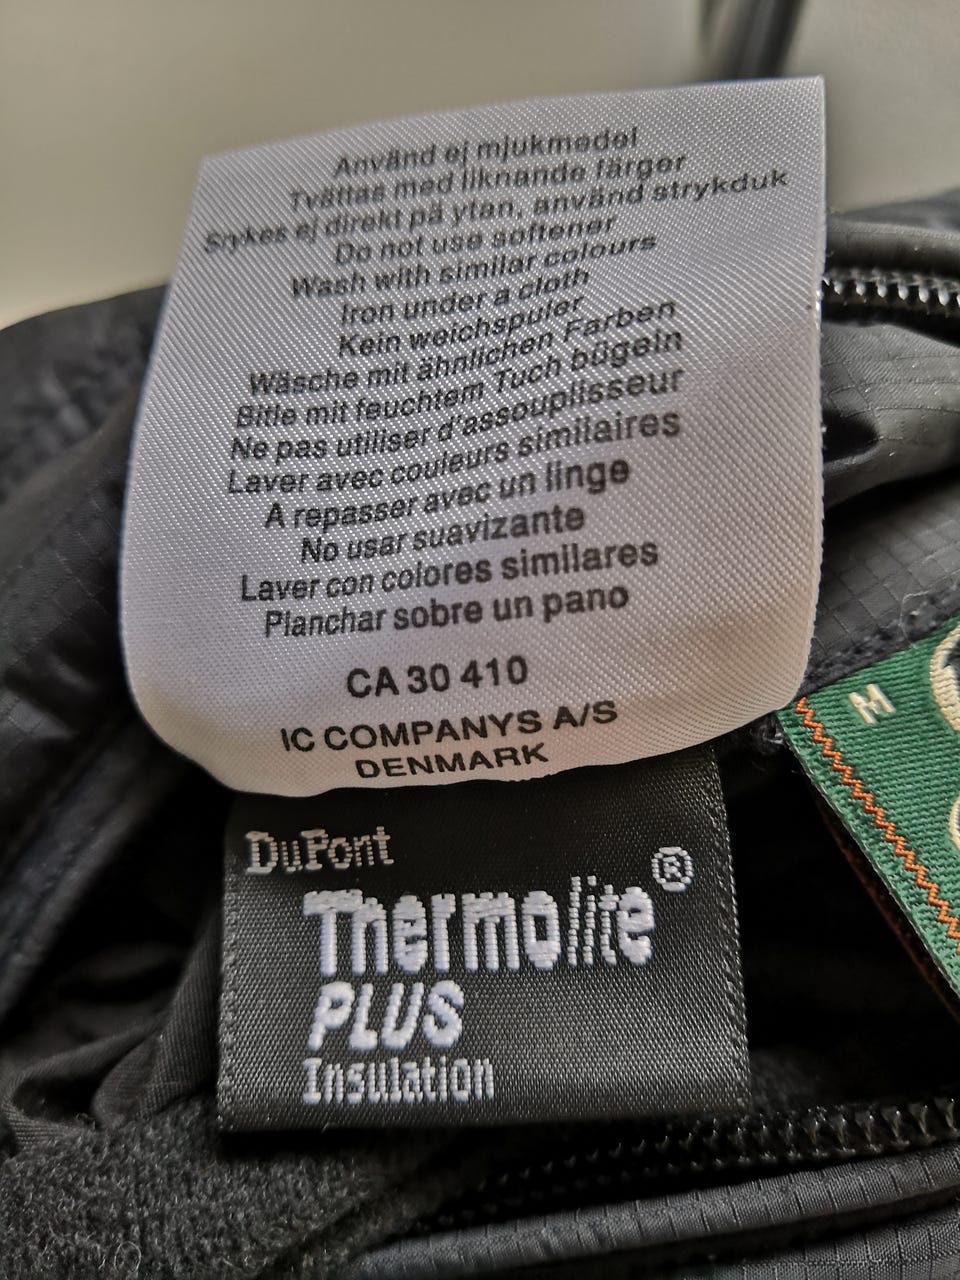 Använd ej mjukmedel
Tvättas med liknande färger
Srykes ej direkt på ytan, använd strykduk
Do not use softener
Wash with similar colours
Iron under a cloth
Kein weichspuler
Wäsche mit ähnlichen Farben
Bitle mit feuchtem Tuch bügeln
Ne pas utiliser d'assouplisseur
Laver avec couleurs similaires
A repasser avec un linge
No usar suavizante
Laver con colores similares
Planchar sobre un pano
CA 30 410
IC COMPANYS A/S
DENMARK
M
DuPont
Thermolite®
PLUS
Insulation